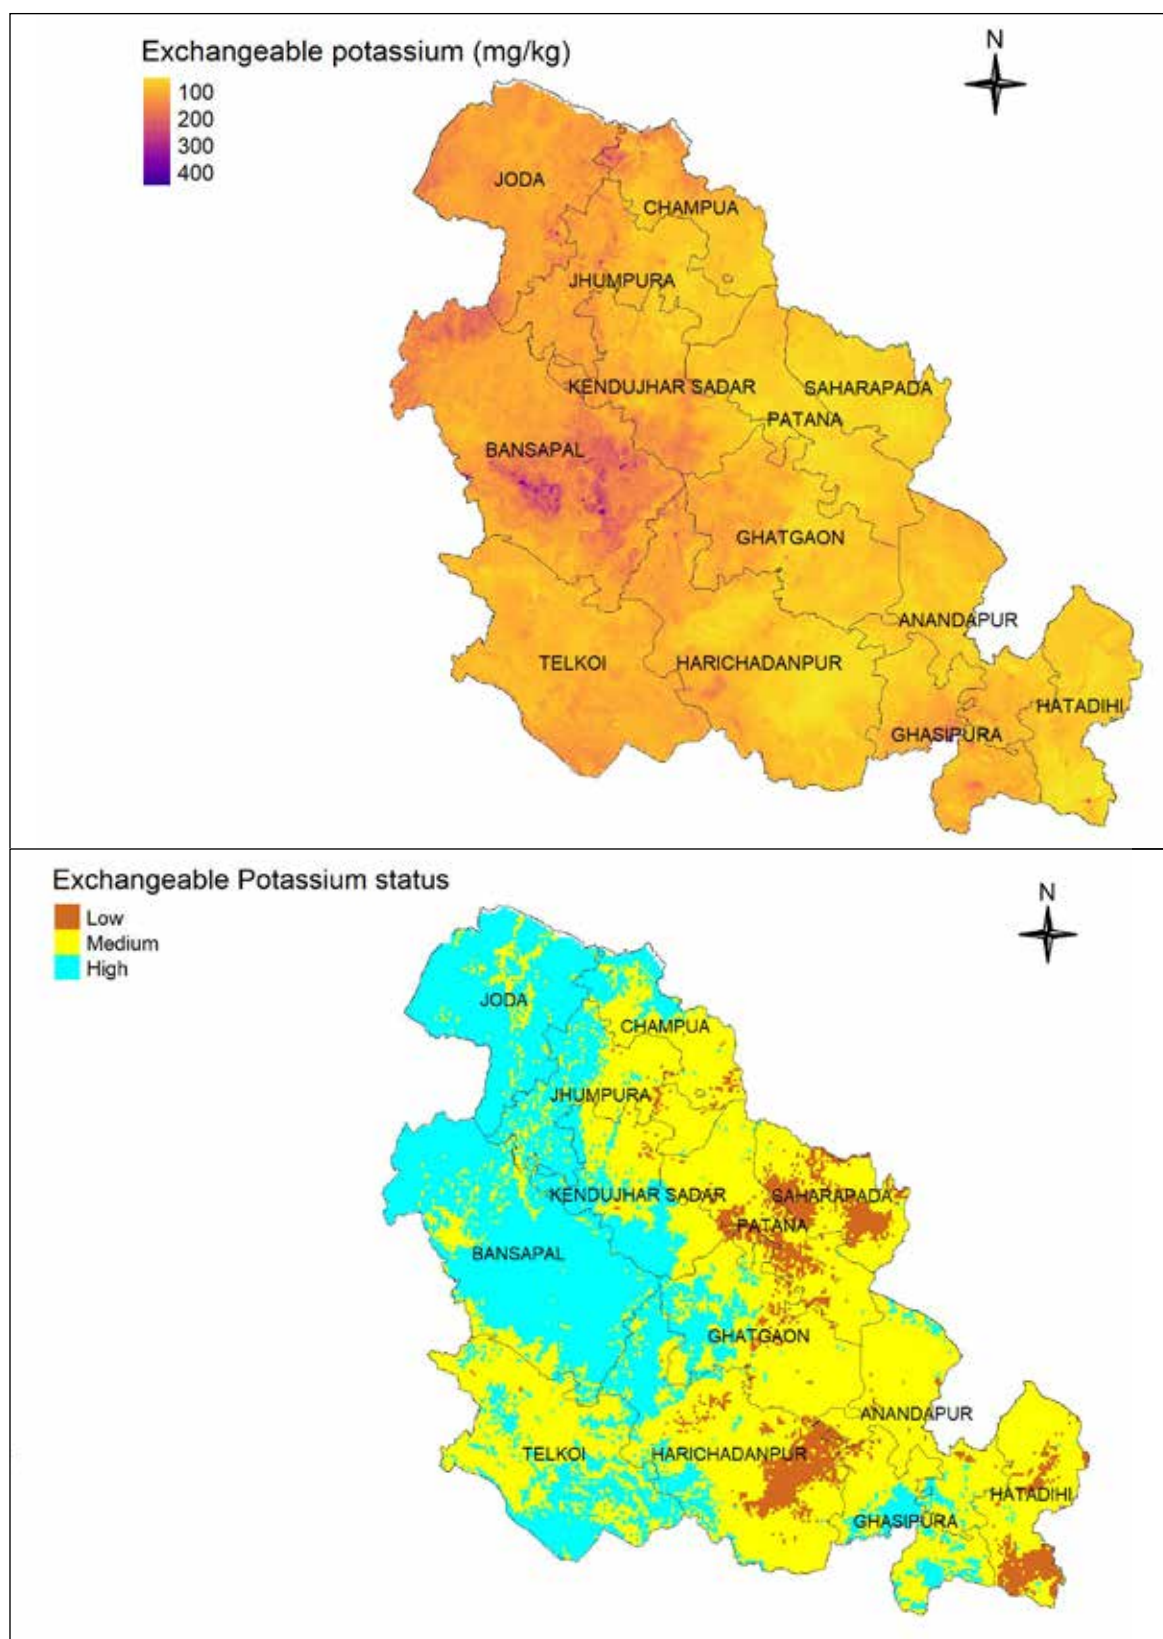 Exchangeable potassium (mg/kg)
100
200
300
400
N
JODA
CHAMPUA
JHUMPURA
KENDUJHAR SADAR
SAHARAPADA
PATANA
BANSAPAL
GHATGAON
ANANDAPUR
TELKOI
HARICHADANPUR
HATADIHI
GHASIPURA
Exchangeable Potassium status
Low
Medium
High
N
JODA
CHAMPUA
JHUMPURA
KENDUJHAR SADAR
SAHARAPADA
PATANA
BANSAPAL
GHATGAON
ANANDAPUR
TELKOI
HARICHADANPUR
HATADIHI
GHASIPURA